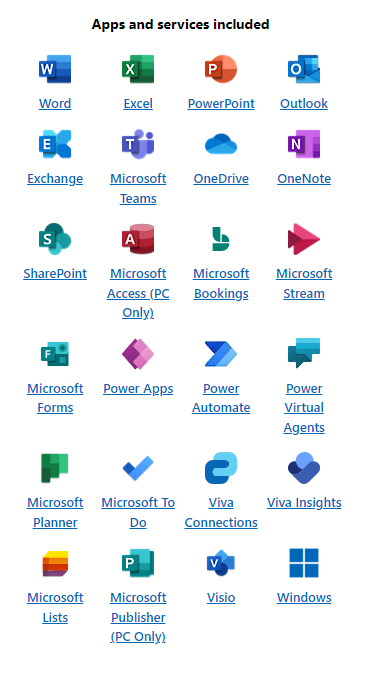 Apps and services included
W X P O
Word Excel PowerPoint Outlook
E T N
Exchange Microsoft OneDrive OneNote
Teams
S A
SharePoint Microsoft Microsoft Microsoft
Access (PC Bookings Stream
Only)
F
Microsoft Power Apps Power Power
Forms Automate Virtual
Agents
Microsoft Microsoft To Viva Viva Insights
Planner Do Connections
P V
Microsoft Microsoft Visio Windows
Lists Publisher
(PC Only)